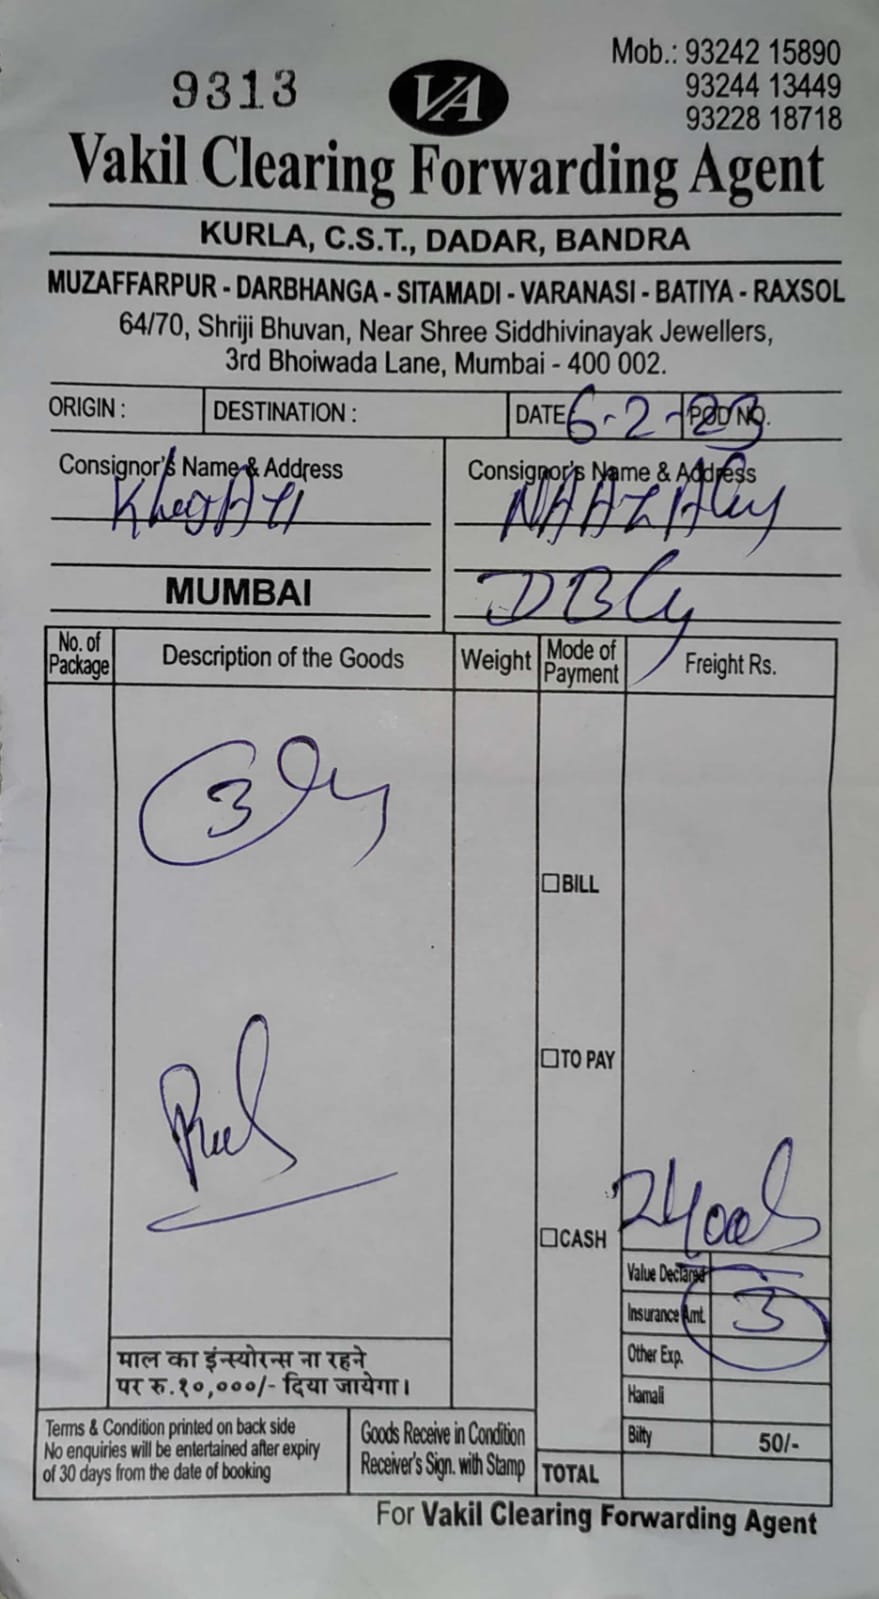 9313
VA
Mob.: 93242 15890
93244 13449
93228 18718
Vakil Clearing Forwarding Agent
KURLA, C.S.T., DADAR, BANDRA
MUZAFFARPUR - DARBHANGA - SITAMADI - VARANASI - BATIYA - RAXSOL
64/70, Shriji Bhuvan, Near Shree Siddhivinayak Jewellers,
3rd Bhoiwada Lane, Mumbai - 400 002.
ORIGIN : DESTINATION : DATE 6-2-23 POD NO.
Consignor's Name & Address
MUMBAI
Consignor's Name & Address
No. of Package Description of the Goods Weight Mode of Payment Freight Rs.
3
BILL
TO PAY
CASH
Value Declared
Insurance Amt. 3
Other Exp.
Hamali
Bilty 50/-
TOTAL
माल का इंन्स्योरन्स ना रहने
पर रु.१०,०००/- दिया जायेगा।
Terms & Condition printed on back side
No enquiries will be entertained after expiry
of 30 days from the date of booking
Goods Receive in Condition
Receiver's Sign. with Stamp
For Vakil Clearing Forwarding Agent